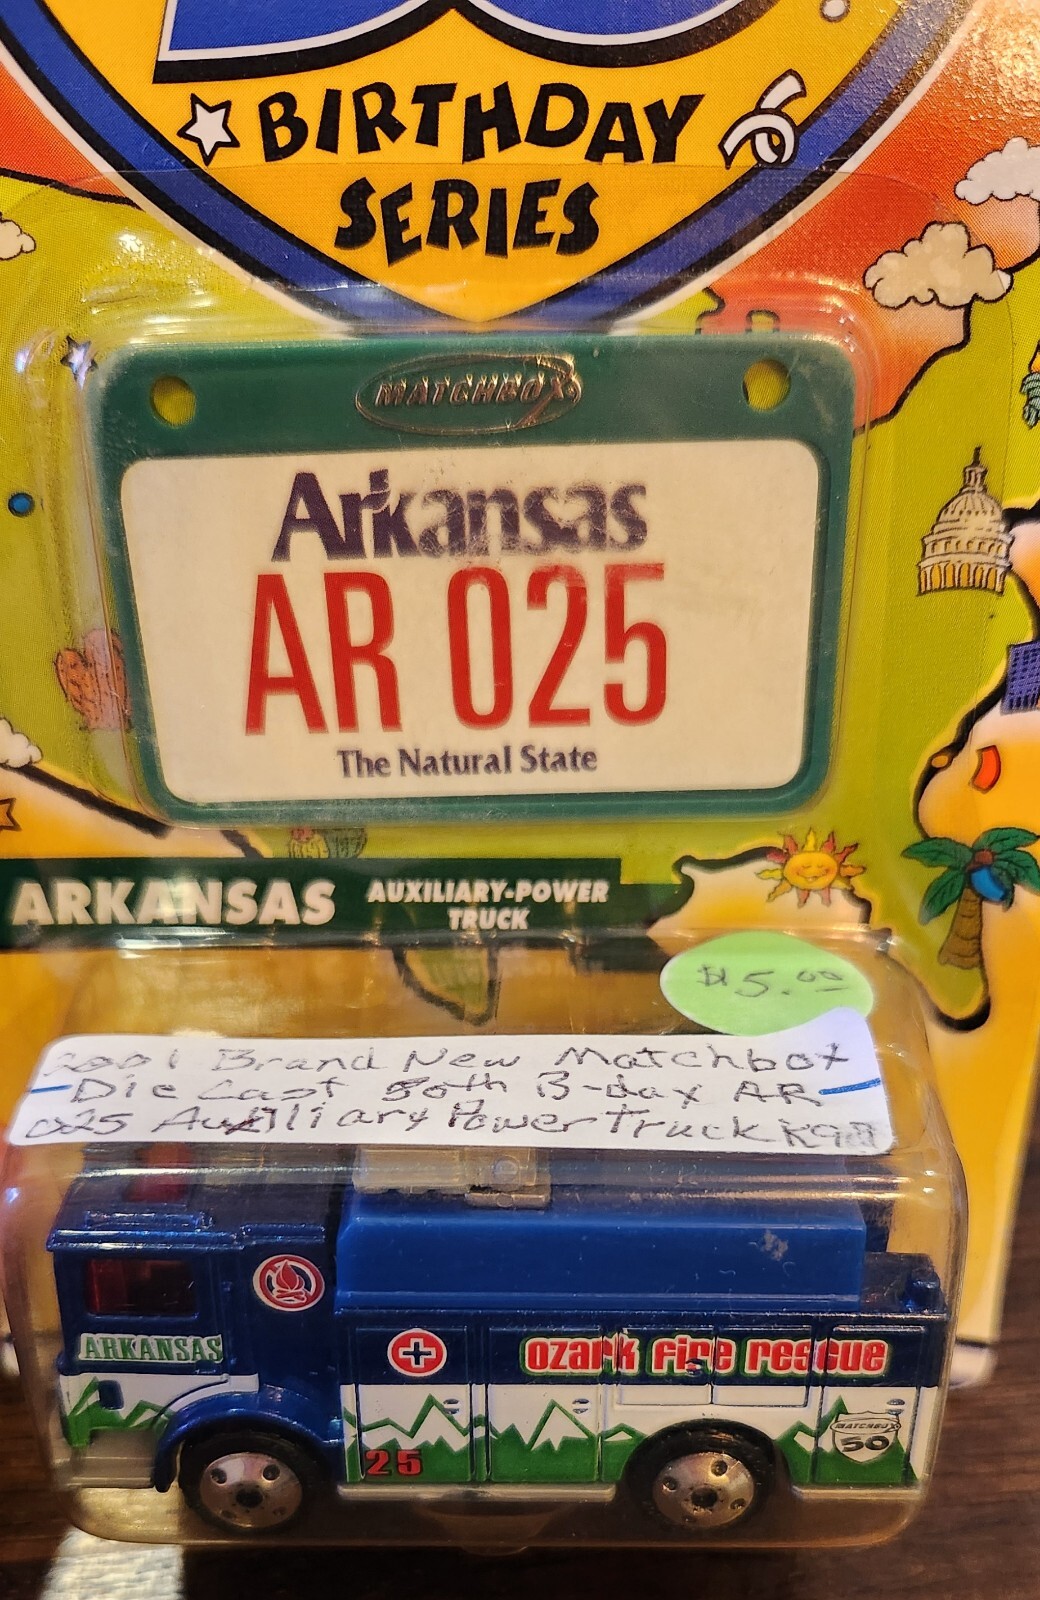 BIRTHDAY
SERIES
MATCHBOX
Arkansas
AR 025
The Natural State
ARKANSAS AUXILIARY-POWER
TRUCK
$5.00
2001 Brand New Matchbox
Die Cast 50th B-day AR
025 Auxilliary Power Truck
ARKANSAS
ozark fire rescue
25
MATCHBOX
50